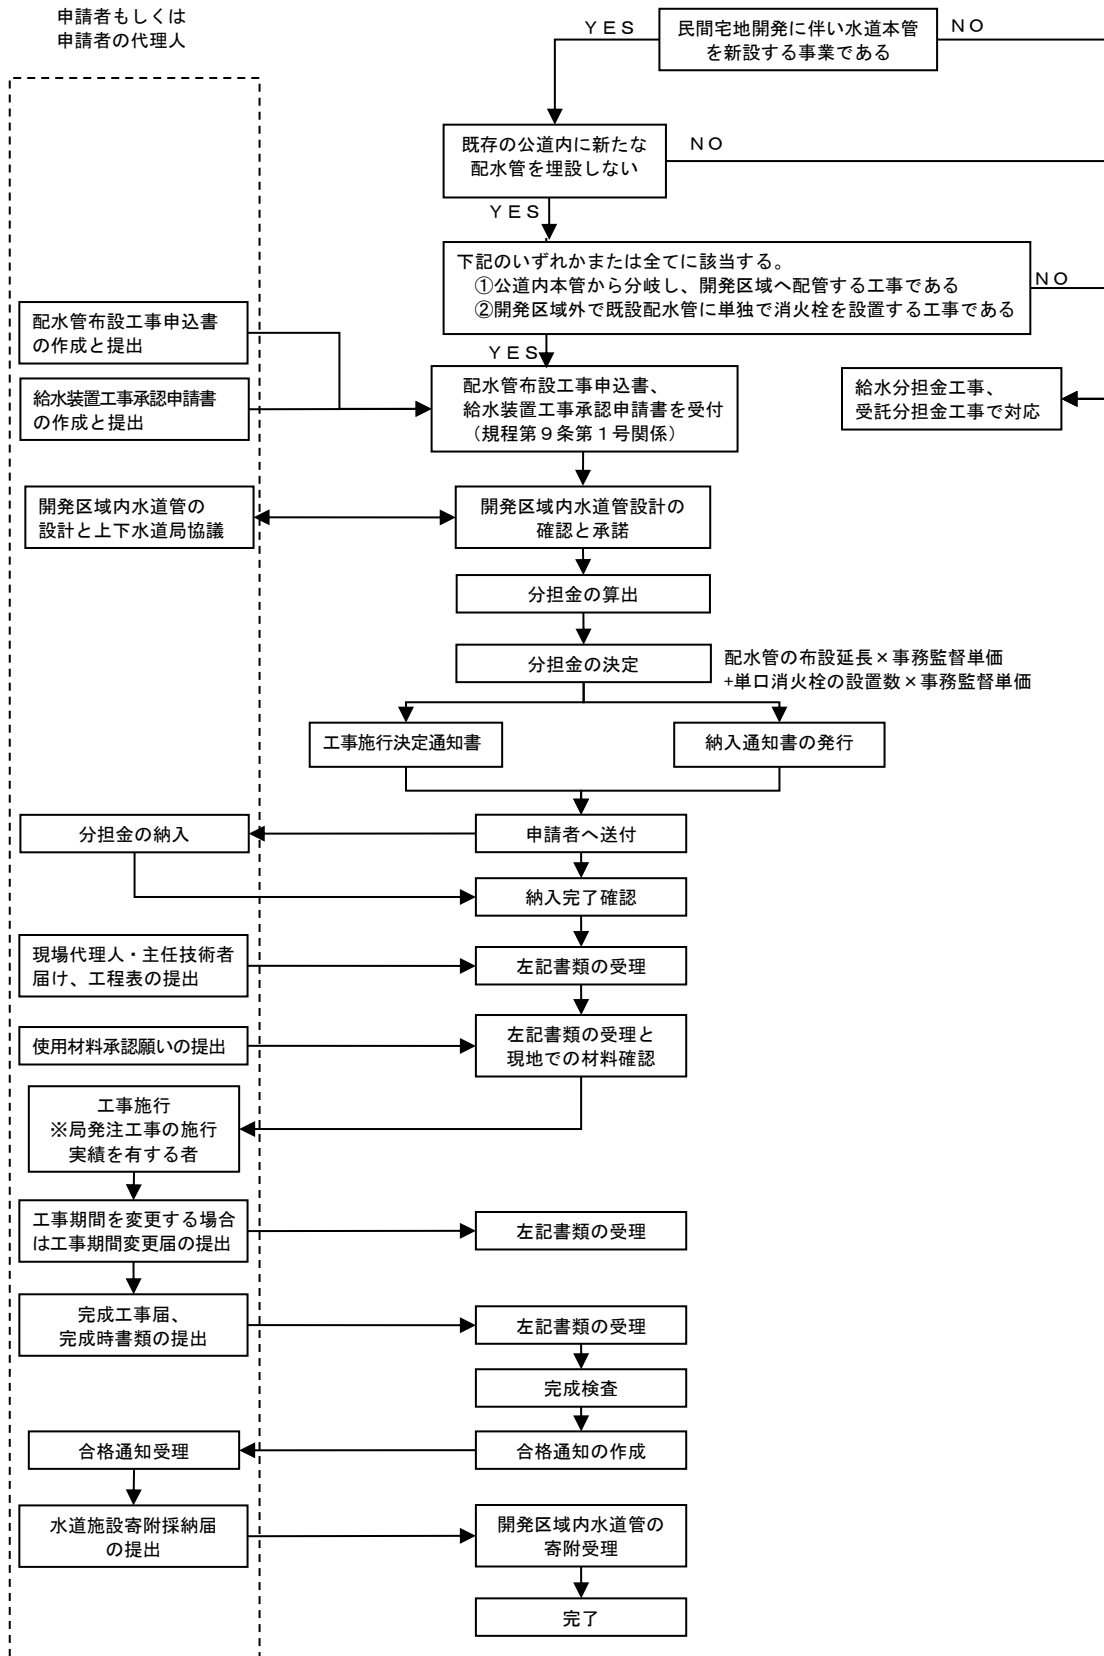 申請者もしくは
申請者の代理人
YES
民間宅地開発に伴い水道本管
を新設する事業である
NO
既存の公道内に新たな
配水管を埋設しない
NO
YES
下記のいずれかまたは全てに該当する。
①公道内本管から分岐し、開発区域へ配管する工事である
②開発区域外で既設配水管に単独で消火栓を設置する工事である
NO
YES
配水管布設工事申込書
の作成と提出
給水装置工事承認申請書
の作成と提出
配水管布設工事申込書、
給水装置工事承認申請書を受付
(規程第9条第1号関係)
給水分担金工事、
受託分担金工事で対応
開発区域内水道管の
設計と上下水道局協議
開発区域内水道管設計の
確認と承諾
分担金の算出
分担金の決定
配水管の布設延長×事務監督単価
+単口消火栓の設置数×事務監督単価
工事施行決定通知書
納入通知書の発行
分担金の納入
申請者へ送付
納入完了確認
現場代理人・主任技術者
届け、工程表の提出
左記書類の受理
使用材料承認願いの提出
左記書類の受理と
現地での材料確認
工事施行
※局発注工事の施行
実績を有する者
工事期間を変更する場合
は工事期間変更届の提出
左記書類の受理
完成工事届、
完成時書類の提出
左記書類の受理
完成検査
合格通知受理
合格通知の作成
水道施設寄附採納届
の提出
開発区域内水道管の
寄附受理
完了